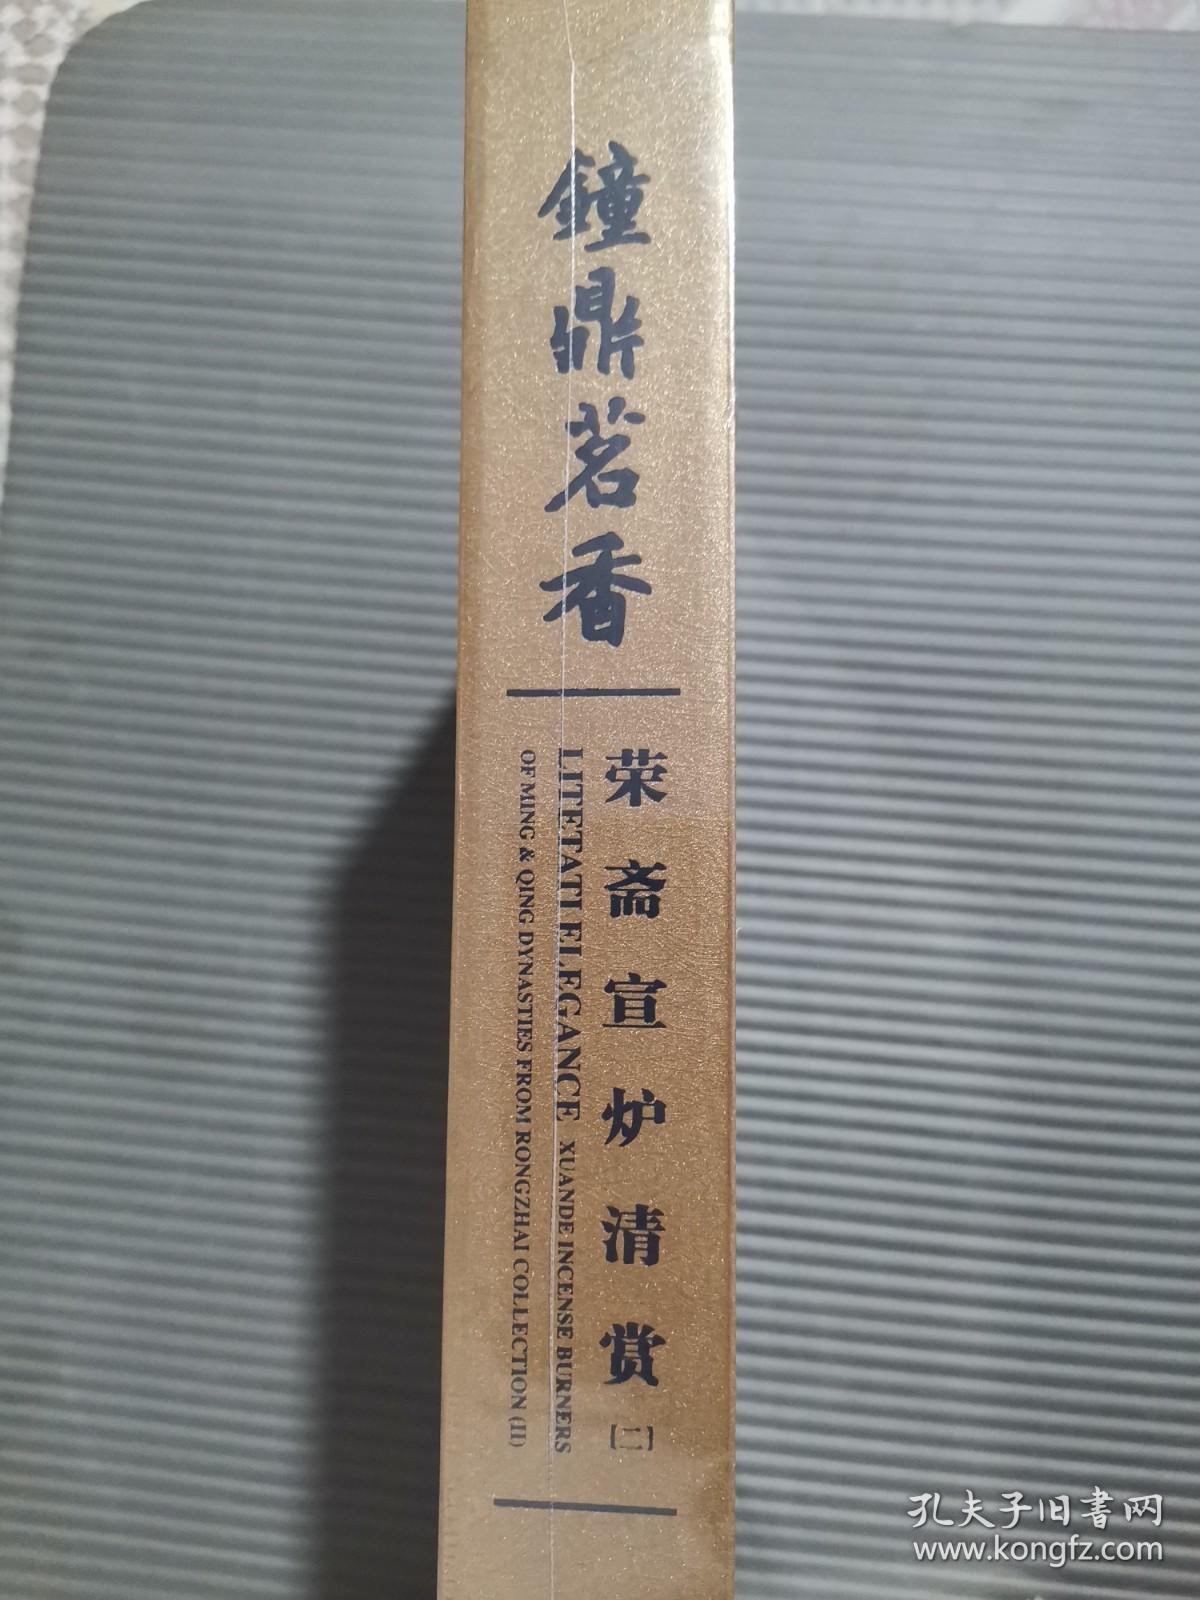 鐘鼎茗香
荣斋宣炉清赏【二】
LITETATI ELEGANCE XUANDE INCENSE BURNERS
OF MING & QING DYNASTIES FROM RONGZHAI COLLECTION (II)
孔夫子旧书网
www.kongfz.com